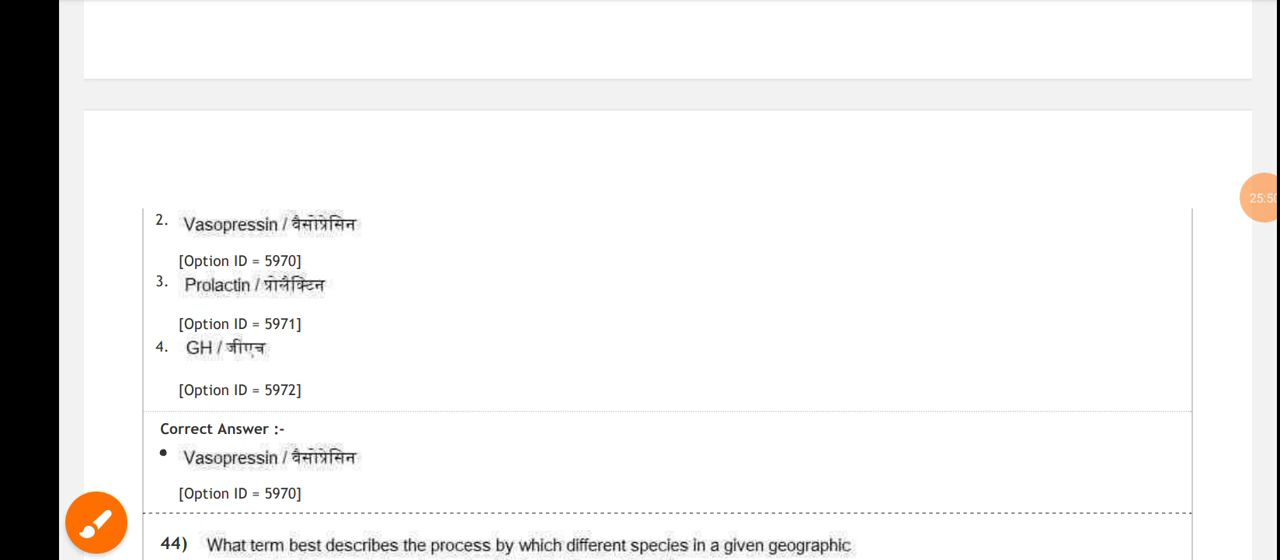 2. Vasopressin / वैसोप्रेसिन
[Option ID = 5970]
3. Prolactin / प्रोलैक्टिन
[Option ID = 5971]
4. GH / जीएच
[Option ID = 5972]
Correct Answer :-
• Vasopressin / वैसोप्रेसिन
[Option ID = 5970]
44) What term best describes the process by which different species in a given geographic